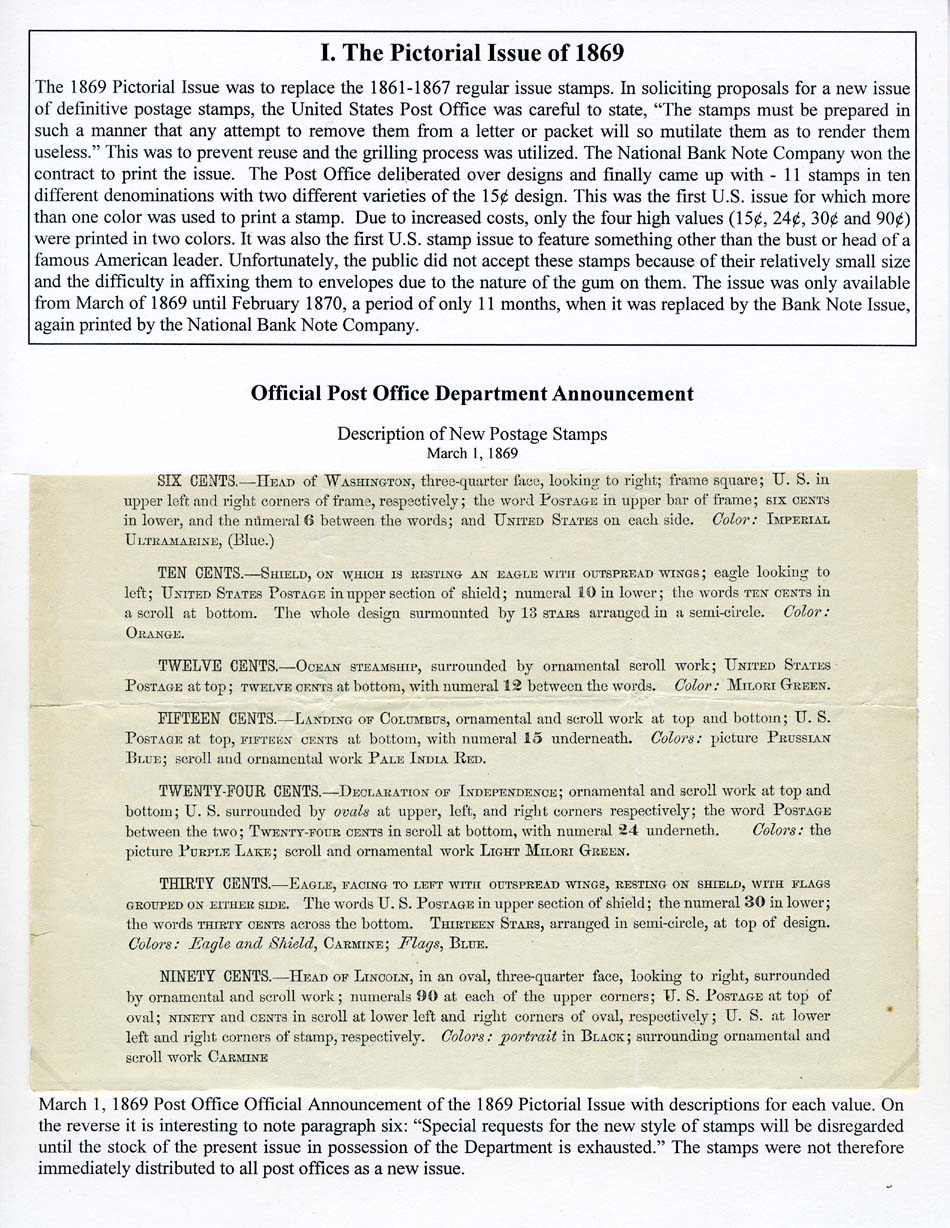 I. The Pictorial Issue of 1869
The 1869 Pictorial Issue was to replace the 1861-1867 regular issue stamps. In soliciting proposals for a new issue
of definitive postage stamps, the United States Post Office was careful to state, “The stamps must be prepared in
such a manner that any attempt to remove them from a letter or packet will so mutilate them as to render them
useless.” This was to prevent reuse and the grilling process was utilized. The National Bank Note Company won the
contract to print the issue. The Post Office deliberated over designs and finally came up with - 11 stamps in ten
different denominations with two different varieties of the 15¢ design. This was the first U.S. issue for which more
than one color was used to print a stamp. Due to increased costs, only the four high values (15¢, 24¢, 30¢ and 90¢)
were printed in two colors. It was also the first U.S. stamp issue to feature something other than the bust or head of a
famous American leader. Unfortunately, the public did not accept these stamps because of their relatively small size
and the difficulty in affixing them to envelopes due to the nature of the gum on them. The issue was only available
from March of 1869 until February 1870, a period of only 11 months, when it was replaced by the Bank Note Issue,
again printed by the National Bank Note Company.
Official Post Office Department Announcement
Description of New Postage Stamps
March 1, 1869
SIX CENTS.—HEAD of WASHINGTON, three-quarter face, looking to right; frame square; U. S. in
upper left and right corners of frame, respectively; the word POSTAGE in upper bar of frame; SIX CENTS
in lower, and the numeral 6 between the words; and UNITED STATES on each side. Color: IMPERIAL
ULTRAMARINE, (Blue.)
TEN CENTS.—SHIELD, ON WHICH IS RESTING AN EAGLE WITH OUTSPREAD WINGS; eagle looking to
left; UNITED STATES POSTAGE in upper section of shield; numeral 10 in lower; the words TEN CENTS in
a scroll at bottom. The whole design surmounted by 13 STARS arranged in a semi-circle. Color:
ORANGE.
TWELVE CENTS.—OCEAN STEAMSHIP, surrounded by ornamental scroll work; UNITED STATES
POSTAGE at top; TWELVE CENTS at bottom, with numeral 12 between the words. Color: MILORI GREEN.
FIFTEEN CENTS.—LANDING OF COLUMBUS, ornamental and scroll work at top and bottom; U. S.
POSTAGE at top, FIFTEEN CENTS at bottom, with numeral 15 underneath. Colors: picture PRUSSIAN
BLUE; scroll and ornamental work PALE INDIA RED.
TWENTY-FOUR CENTS.—DECLARATION OF INDEPENDENCE; ornamental and scroll work at top and
bottom; U. S. surrounded by ovals at upper, left, and right corners respectively; the word POSTAGE
between the two; TWENTY-FOUR CENTS in scroll at bottom, with numeral 24 underneth. Colors: the
picture PURPLE LAKE; scroll and ornamental work LIGHT MILORI GREEN.
THIRTY CENTS.—EAGLE, FACING TO LEFT WITH OUTSPREAD WINGS, RESTING ON SHIELD, WITH FLAGS
GROUPED ON EITHER SIDE. The words U. S. POSTAGE in upper section of shield; the numeral 30 in lower;
the words THIRTY CENTS across the bottom. THIRTEEN STARS, arranged in semi-circle, at top of design.
Colors: Eagle and Shield, CARMINE; Flags, BLUE.
NINETY CENTS.—HEAD OF LINCOLN, in an oval, three-quarter face, looking to right, surrounded
by ornamental and scroll work; numerals 90 at each of the upper corners; U. S. POSTAGE at top of
oval; NINETY and CENTS in scroll at lower left and right corners of oval, respectively; U. S. at lower
left and right corners of stamp, respectively. Colors: portrait in BLACK; surrounding ornamental and
scroll work CARMINE
March 1, 1869 Post Office Official Announcement of the 1869 Pictorial Issue with descriptions for each value. On
the reverse it is interesting to note paragraph six: “Special requests for the new style of stamps will be disregarded
until the stock of the present issue in possession of the Department is exhausted.” The stamps were not therefore
immediately distributed to all post offices as a new issue.